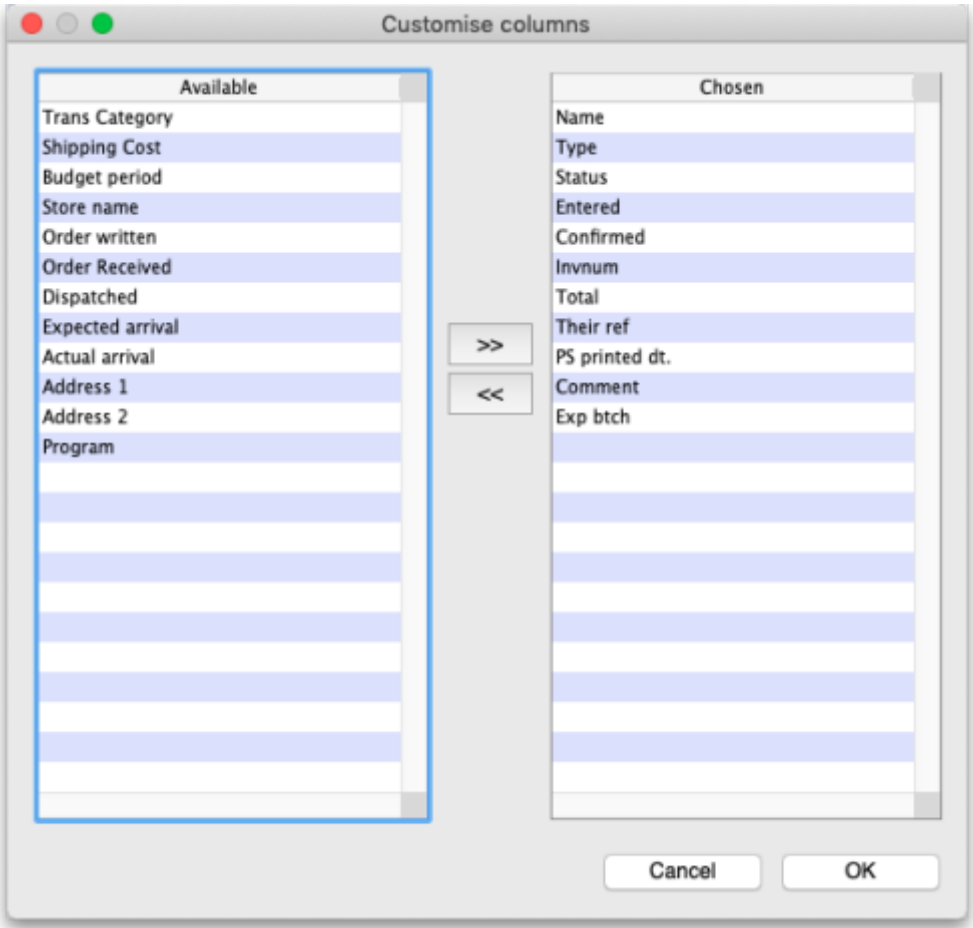 Customise columns
Available
Trans Category
Shipping Cost
Budget period
Store name
Order written
Order Received
Dispatched
Expected arrival
Actual arrival
Address 1
Address 2
Program
>>
<<
Chosen
Name
Type
Status
Entered
Confirmed
Invnum
Total
Their ref
PS printed dt.
Comment
Exp btch
Cancel
OK